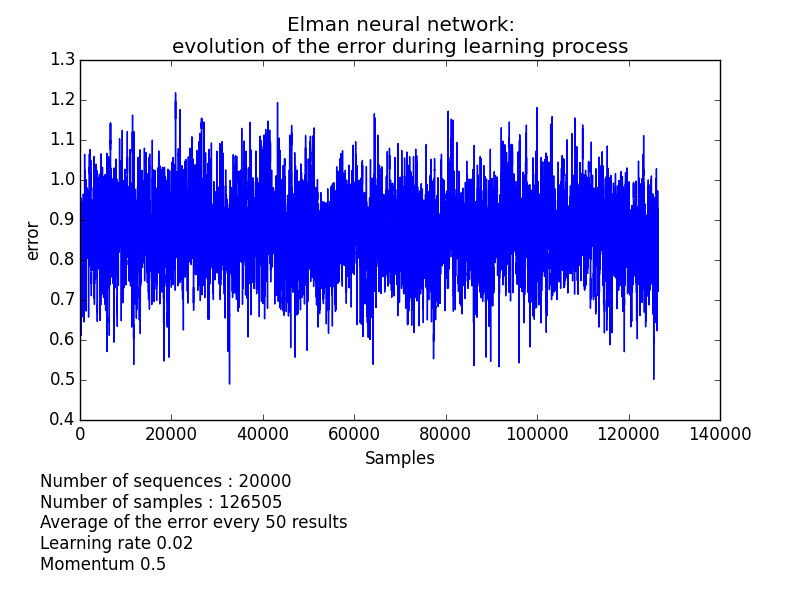 Elman neural network:
evolution of the error during learning process
1.3
1.2
1.1
1.0
0.9
0.8
0.7
0.6
0.5
0.4
error
0 20000 40000 60000 80000 100000 120000 140000
Samples
Number of sequences : 20000
Number of samples : 126505
Average of the error every 50 results
Learning rate 0.02
Momentum 0.5